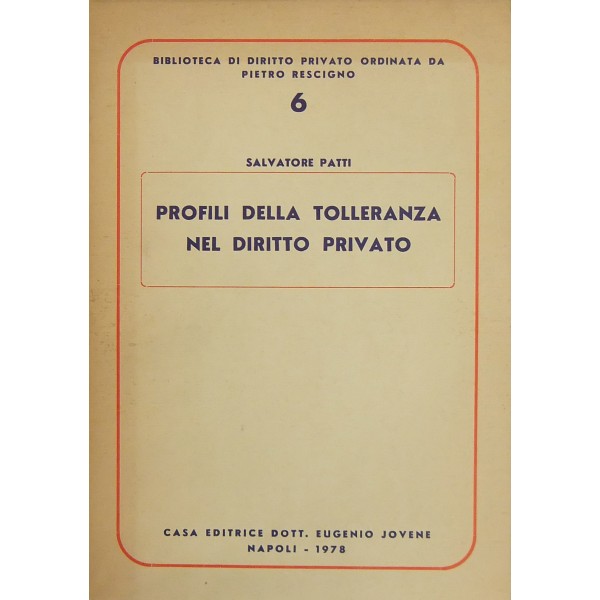 BIBLIOTECA DI DIRITTO PRIVATO ORDINATA DA
PIETRO RESCIGNO
6
SALVATORE PATTI
PROFILI DELLA TOLLERANZA
NEL DIRITTO PRIVATO
CASA EDITRICE DOTT. EUGENIO JOVENE
NAPOLI - 1978